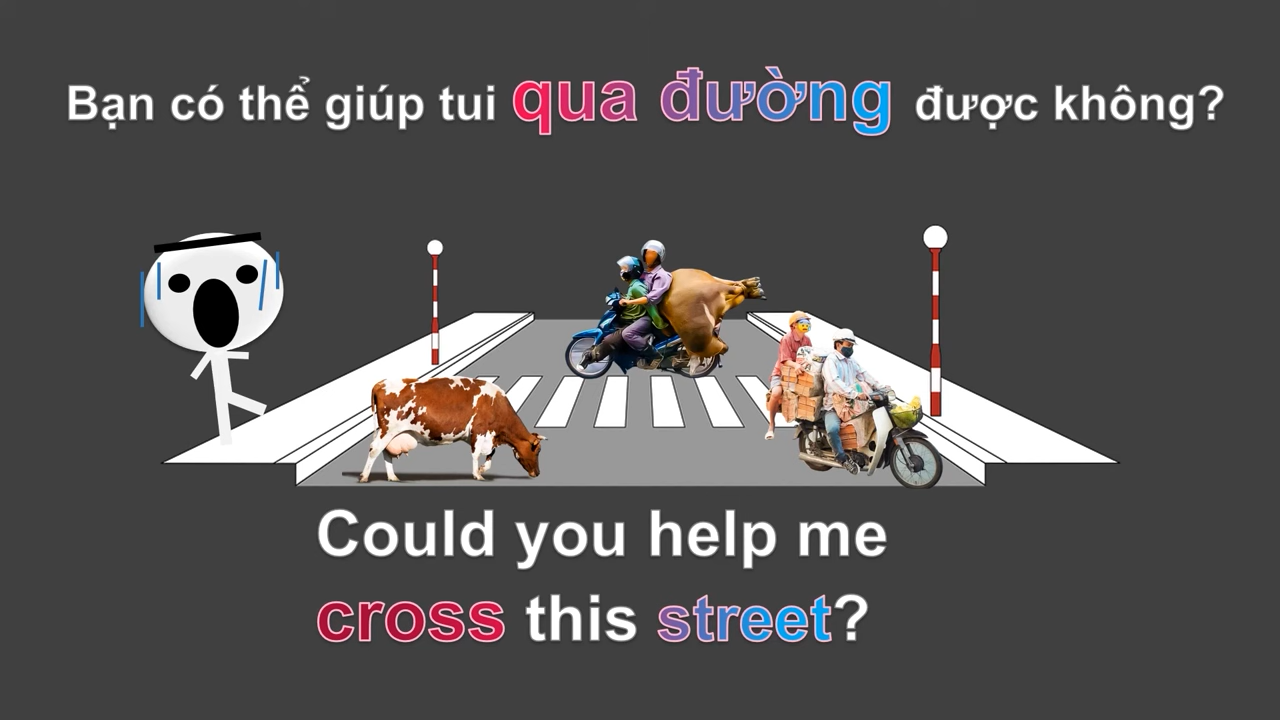 Bạn có thể giúp tui qua đường được không?
Could you help me
cross this street?